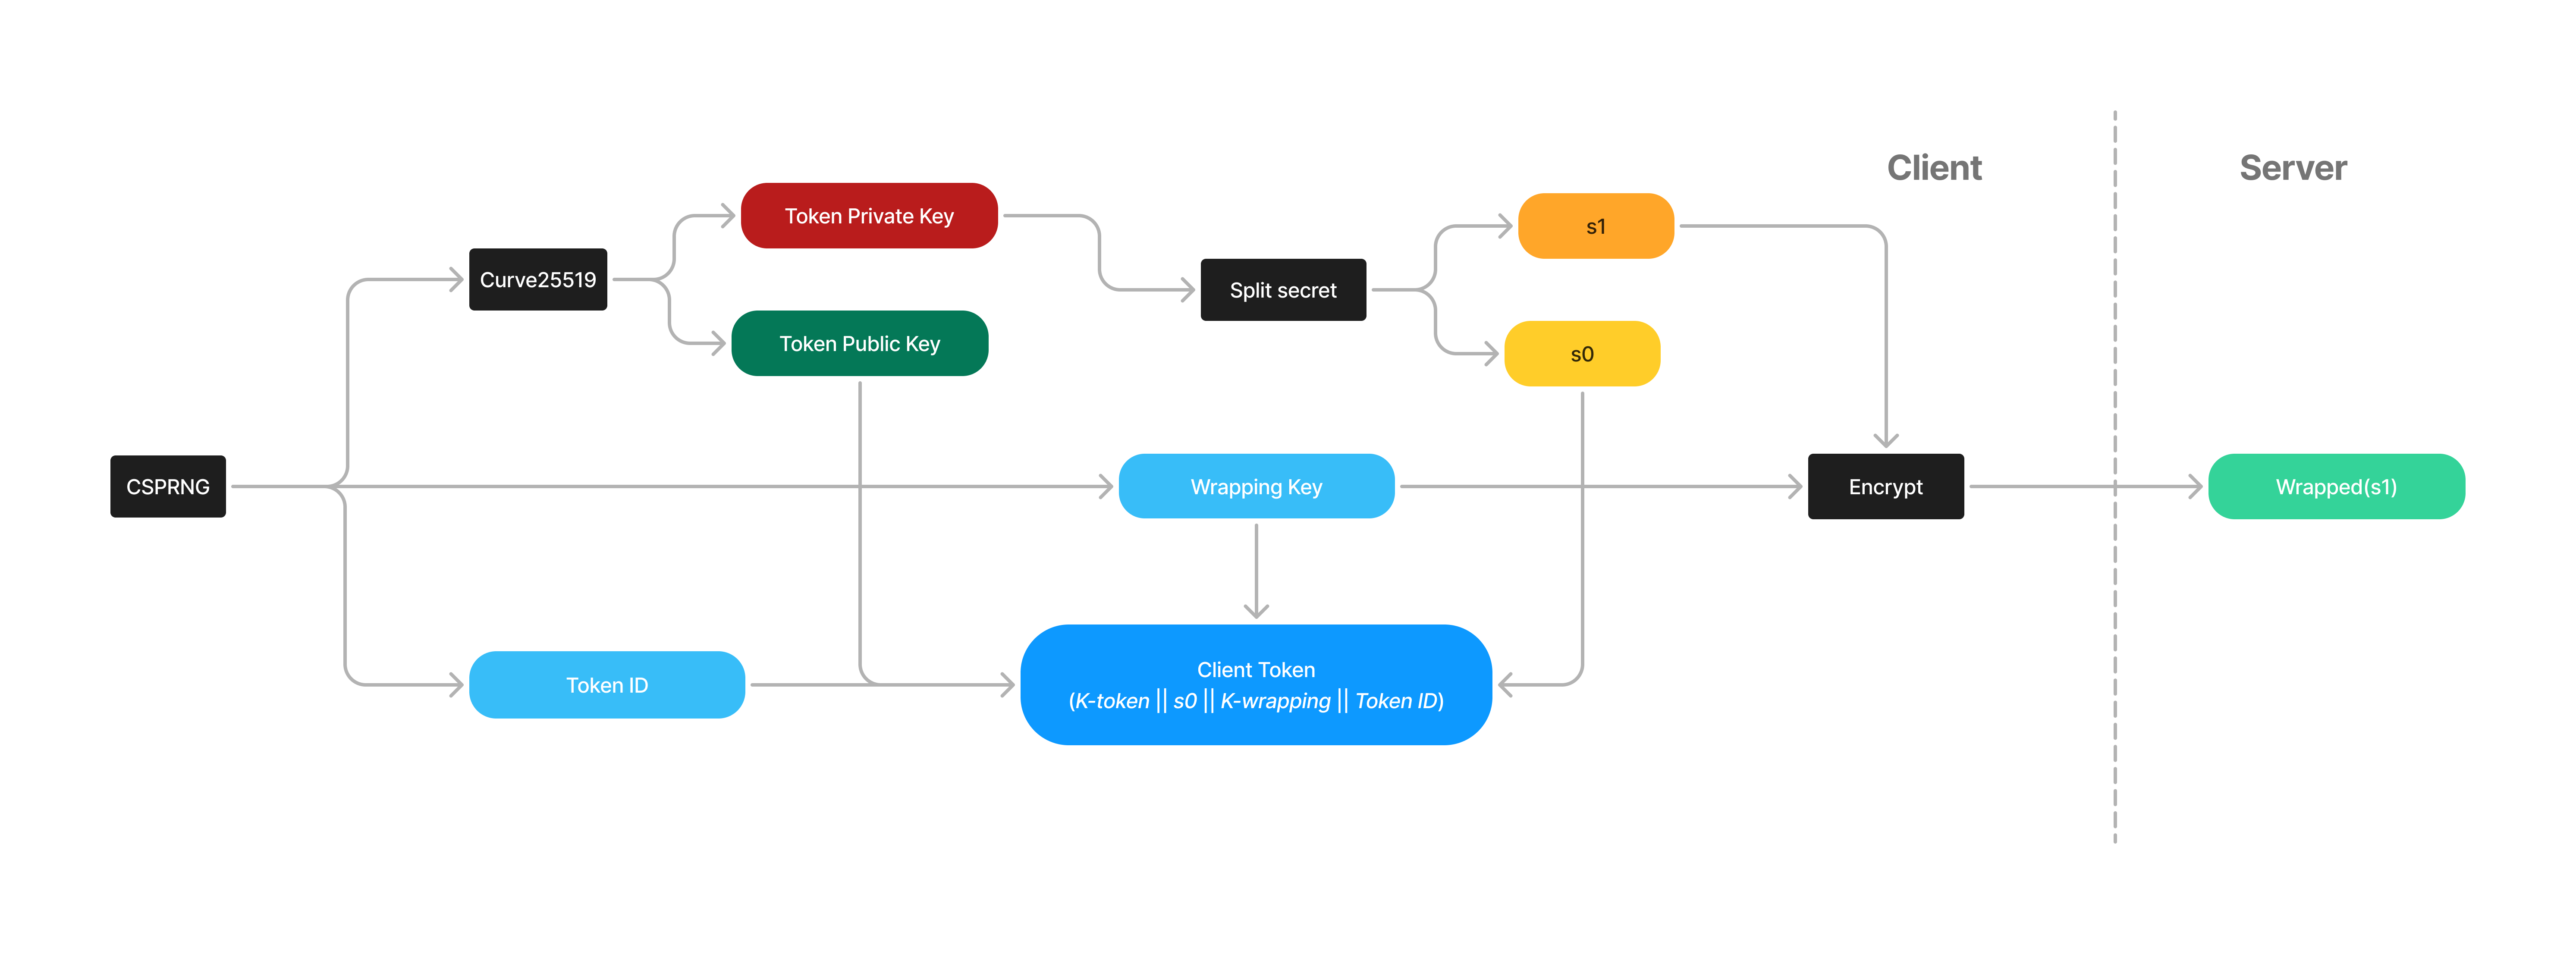 Client
Server
Token Private Key
s1
Curve25519
Split secret
Token Public Key
s0
CSPRNG
Wrapping Key
Encrypt
Wrapped(s1)
Token ID
Client Token
(K-token || s0 || K-wrapping || Token ID)